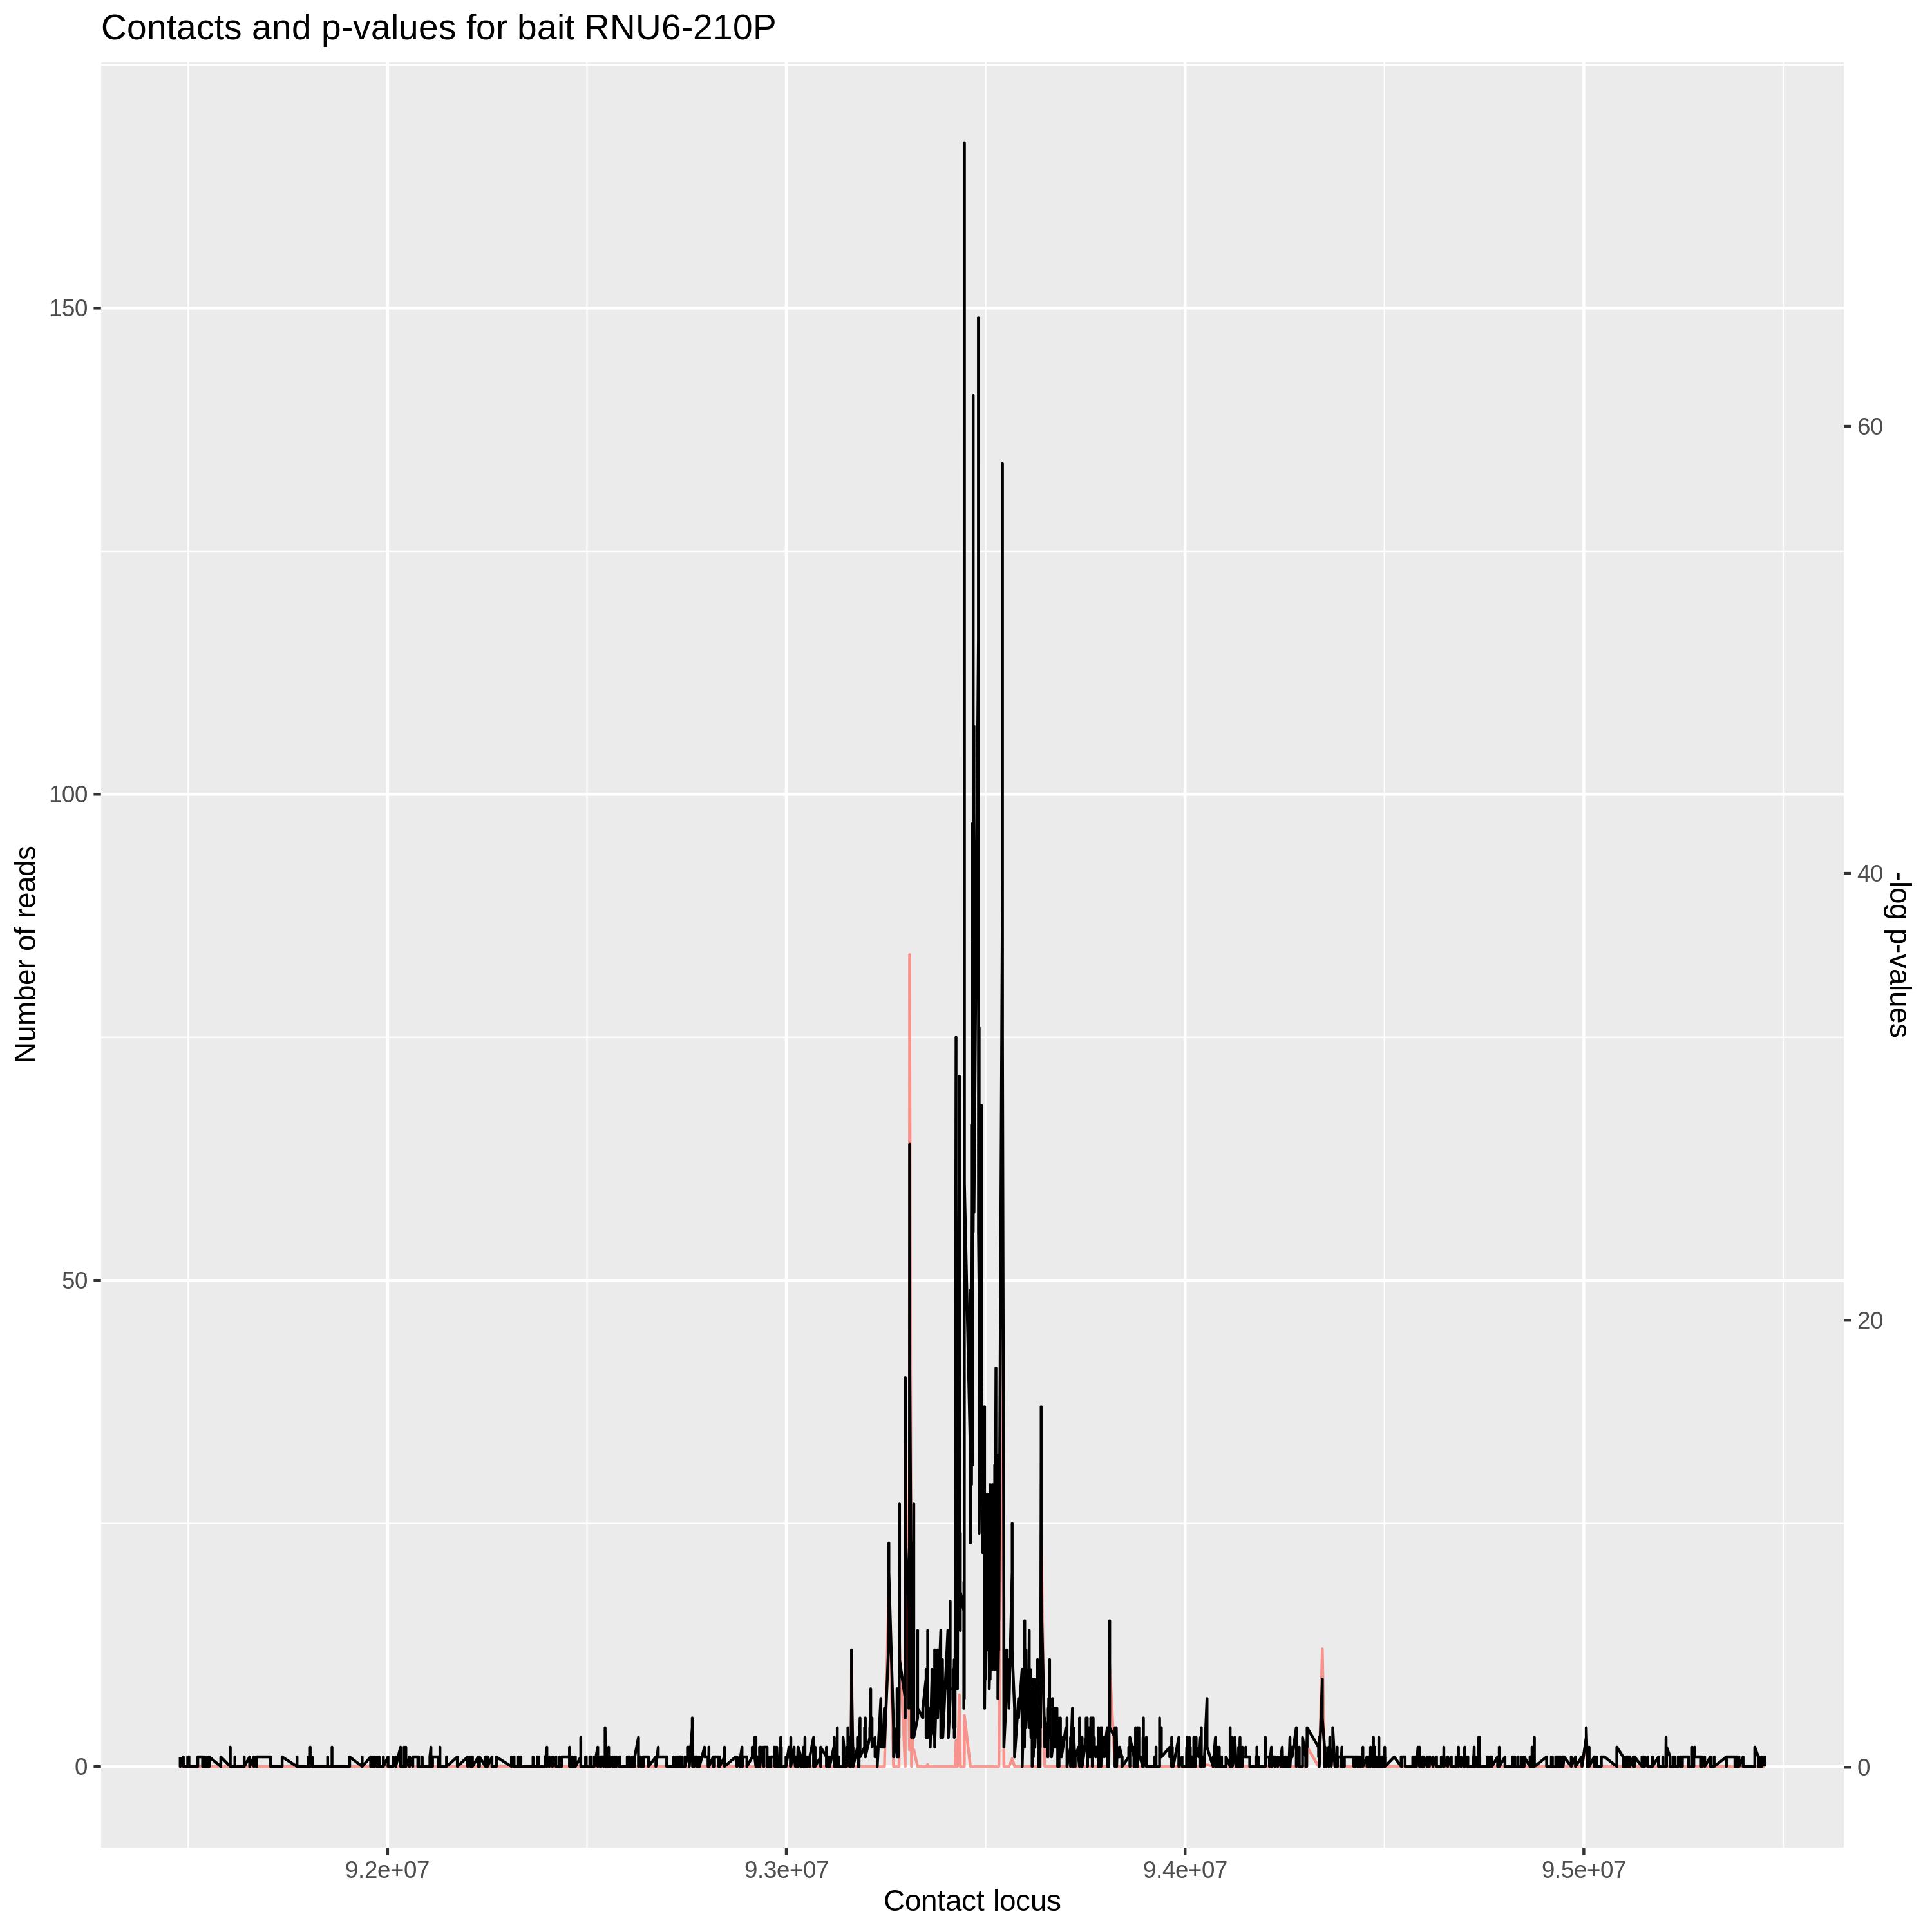 Contacts and p-values for bait RNU6-210P
150
100
50
0
60
40
20
0
Number of reads
-log p-values
9.2e+07
9.3e+07
9.4e+07
9.5e+07
Contact locus